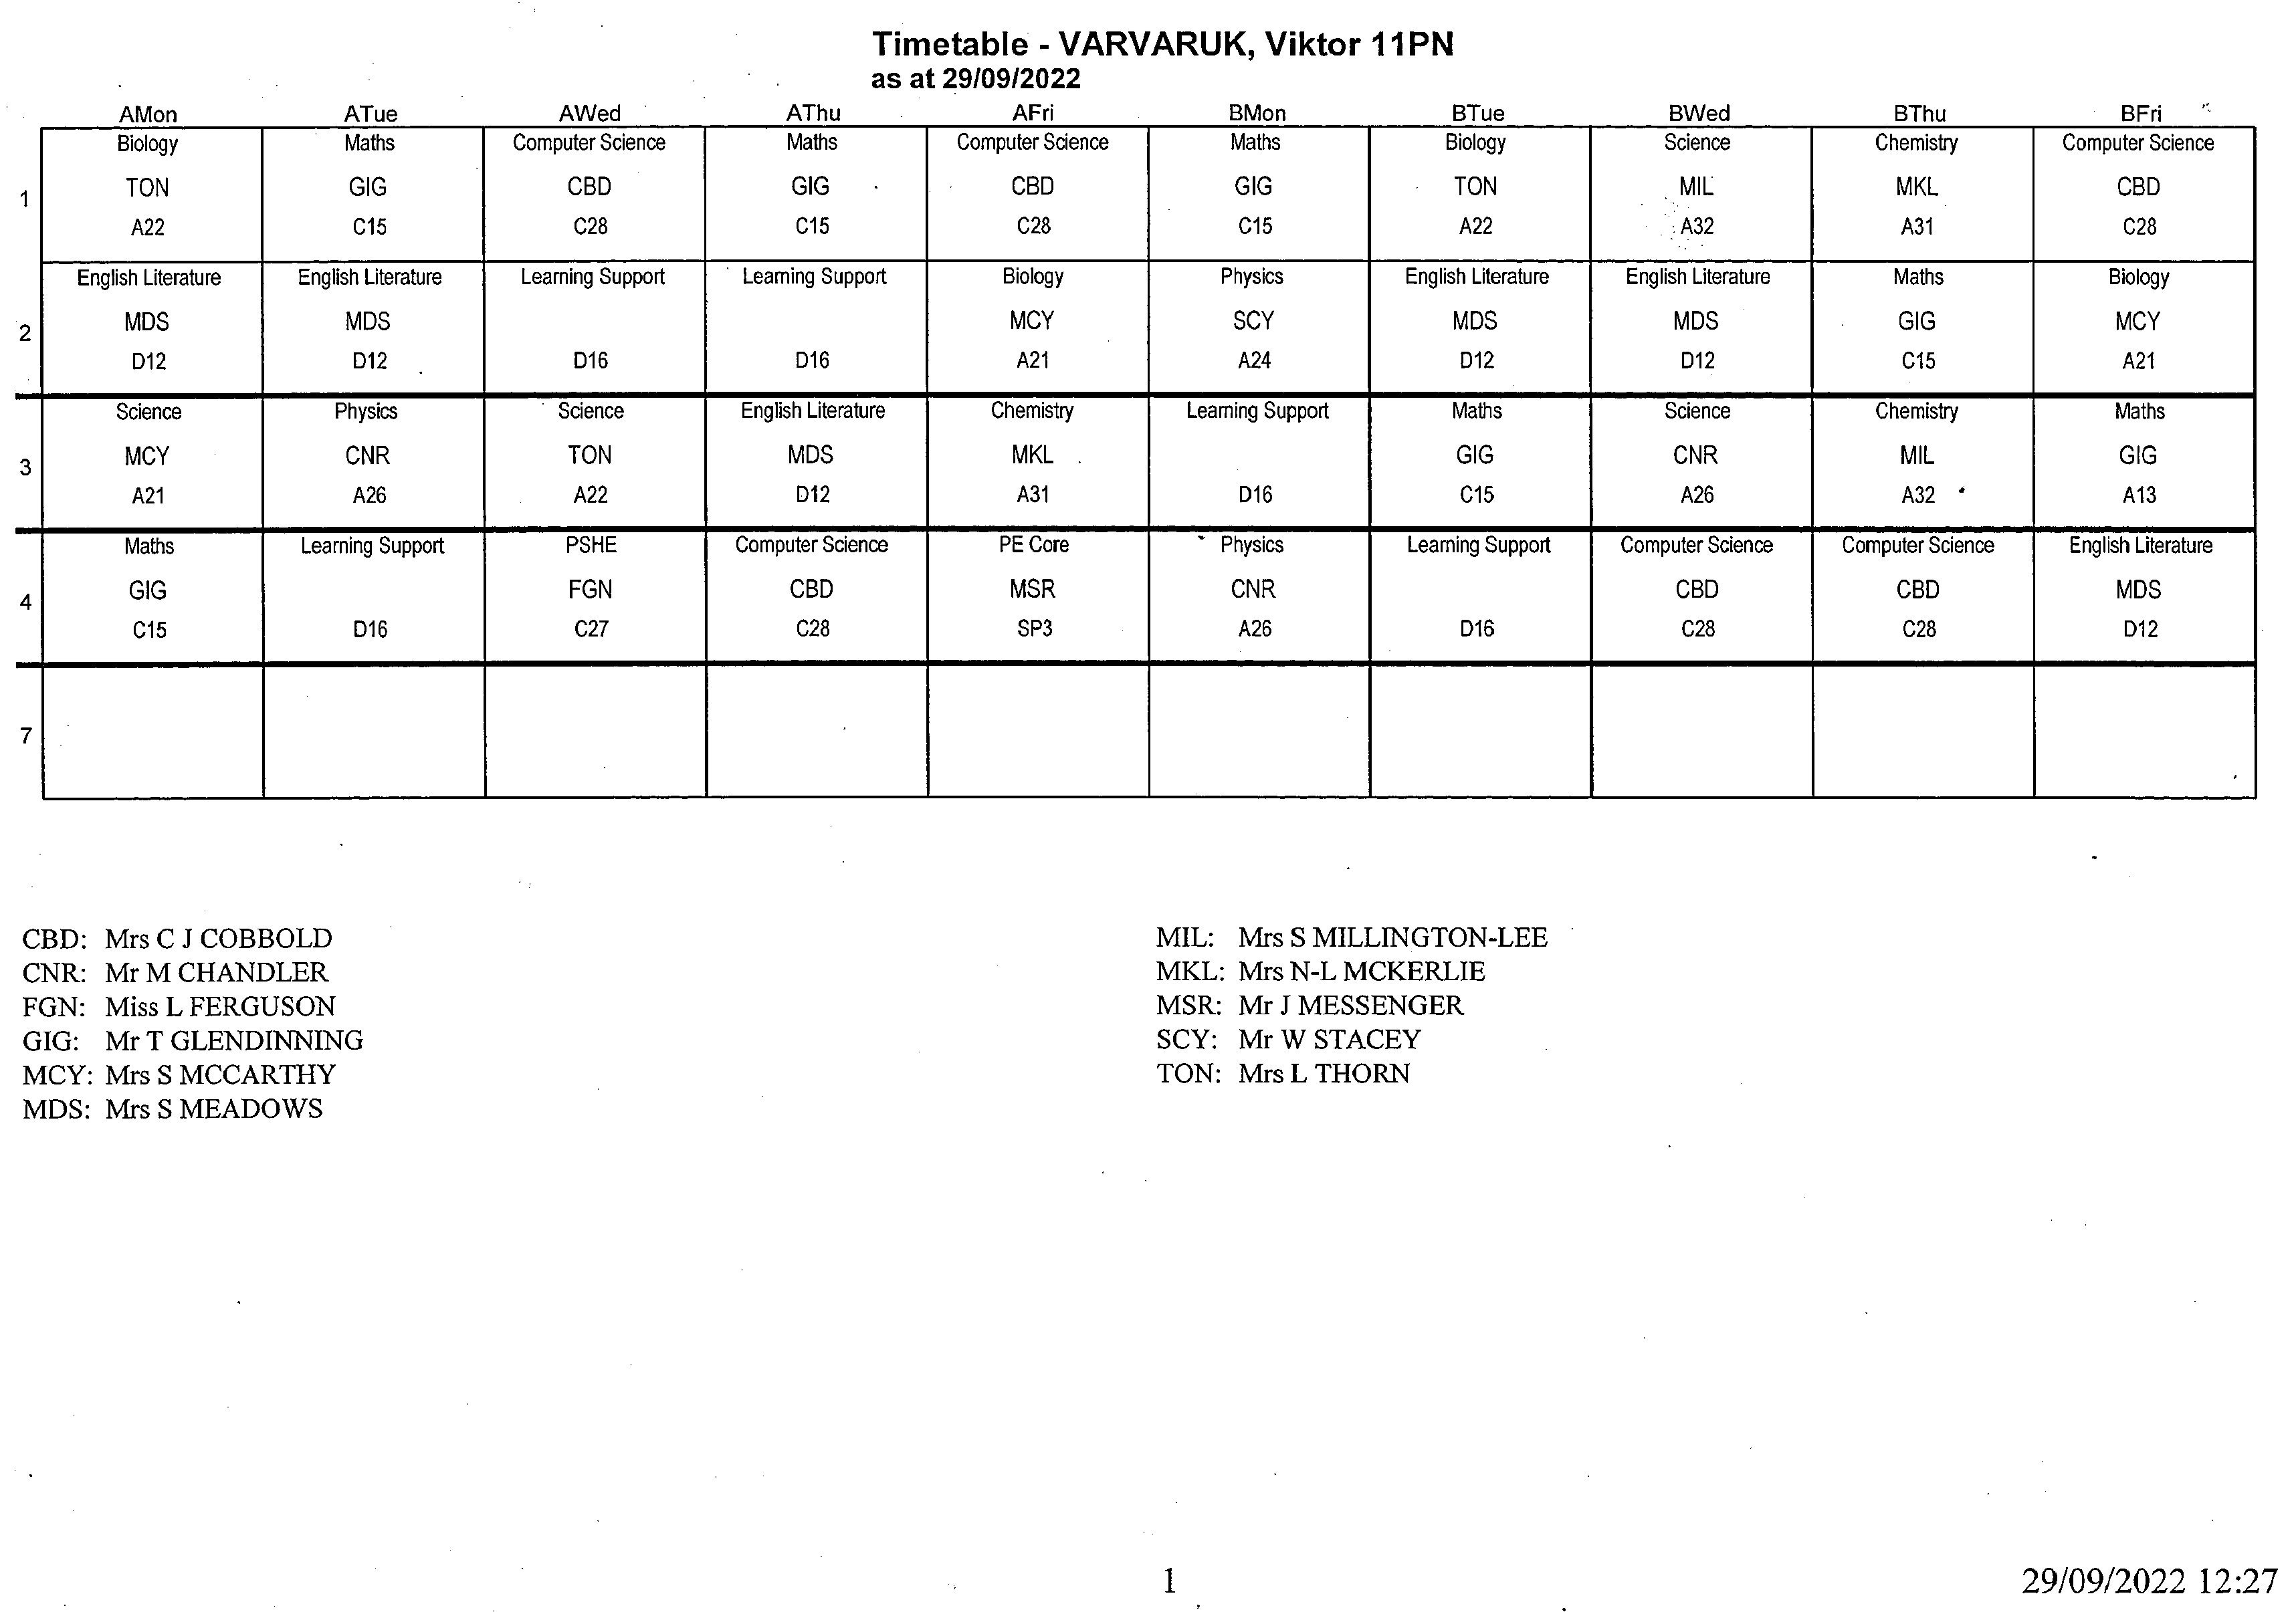 Timetable - VARVARUK, Viktor 11PN
as at 29/09/2022
AMon ATue AWed AThu AFri BMon BTue BWed BThu BFri
Biology Maths Computer Science Maths Computer Science Maths Biology Science Chemistry Computer Science
1 TON GIG CBD GIG CBD GIG TON MIL MKL CBD
A22 C15 C28 C15 C28 C15 A22 A32 A31 C28
English Literature English Literature Learning Support Learning Support Biology Physics English Literature English Literature Maths Biology
2 MDS MDS MCY SCY MDS MDS GIG MCY
D12 D12 D16 D16 A21 A24 D12 D12 C15 A21
Science Physics Science English Literature Chemistry Learning Support Maths Science Chemistry Maths
3 MCY CNR TON MDS MKL GIG CNR MIL GIG
A21 A26 A22 D12 A31 D16 C15 A26 A32 A13
Maths Learning Support PSHE Computer Science PE Core Physics Learning Support Computer Science Computer Science English Literature
4 GIG FGN CBD MSR CNR CBD CBD MDS
C15 D16 C27 C28 SP3 A26 D16 C28 C28 D12
7
CBD: Mrs C J COBBOLD
CNR: Mr M CHANDLER
FGN: Miss L FERGUSON
GIG: Mr T GLENDINNING
MCY: Mrs S MCCARTHY
MDS: Mrs S MEADOWS
MIL: Mrs S MILLINGTON-LEE
MKL: Mrs N-L MCKERLIE
MSR: Mr J MESSENGER
SCY: Mr W STACEY
TON: Mrs L THORN
1
29/09/2022 12:27